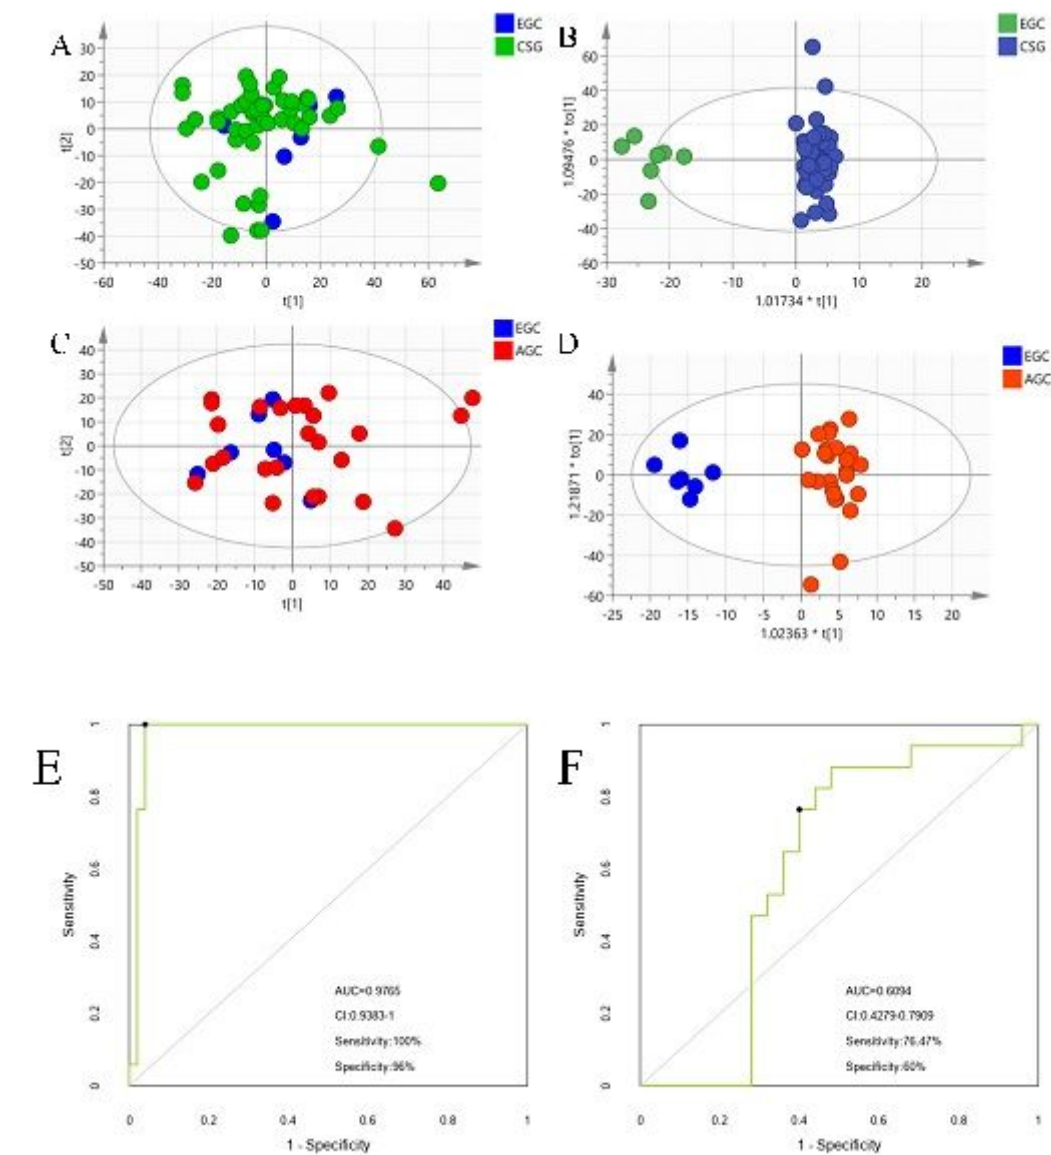 A
EGC
CSG
30
20
10
0
-10
-20
-30
-40
-50
t[2]
-60 -40 -20 0 20 40 60
t[1]
B
EGC
CSG
60
40
20
0
-20
-40
-60
1.09476 * to[1]
-30 -20 -10 0 10 20
1.01734 * t[1]
C
EGC
AGC
40
30
20
10
0
-10
-20
-30
-40
-50
t[2]
-50 -40 -30 -20 -10 0 10 20 30 40
t[1]
D
EGC
AGC
40
20
0
-20
-40
-60
1.21871 * to[1]
-25 -20 -15 -10 -5 0 5 10 15 20
1.02363 * t[1]
E
1
0.8
0.6
0.4
0.2
0
Sensitivity
AUC=0.9765
CI:0.9383-1
Sensitivity:100%
Specificity:96%
0 0.2 0.4 0.6 0.8 1
1 - Specificity
F
1
0.8
0.6
0.4
0.2
0
Sensitivity
AUC=0.6094
CI:0.4279-0.7909
Sensitivity:76.47%
Specificity:60%
0 0.2 0.4 0.6 0.8 1
1 - Specificity